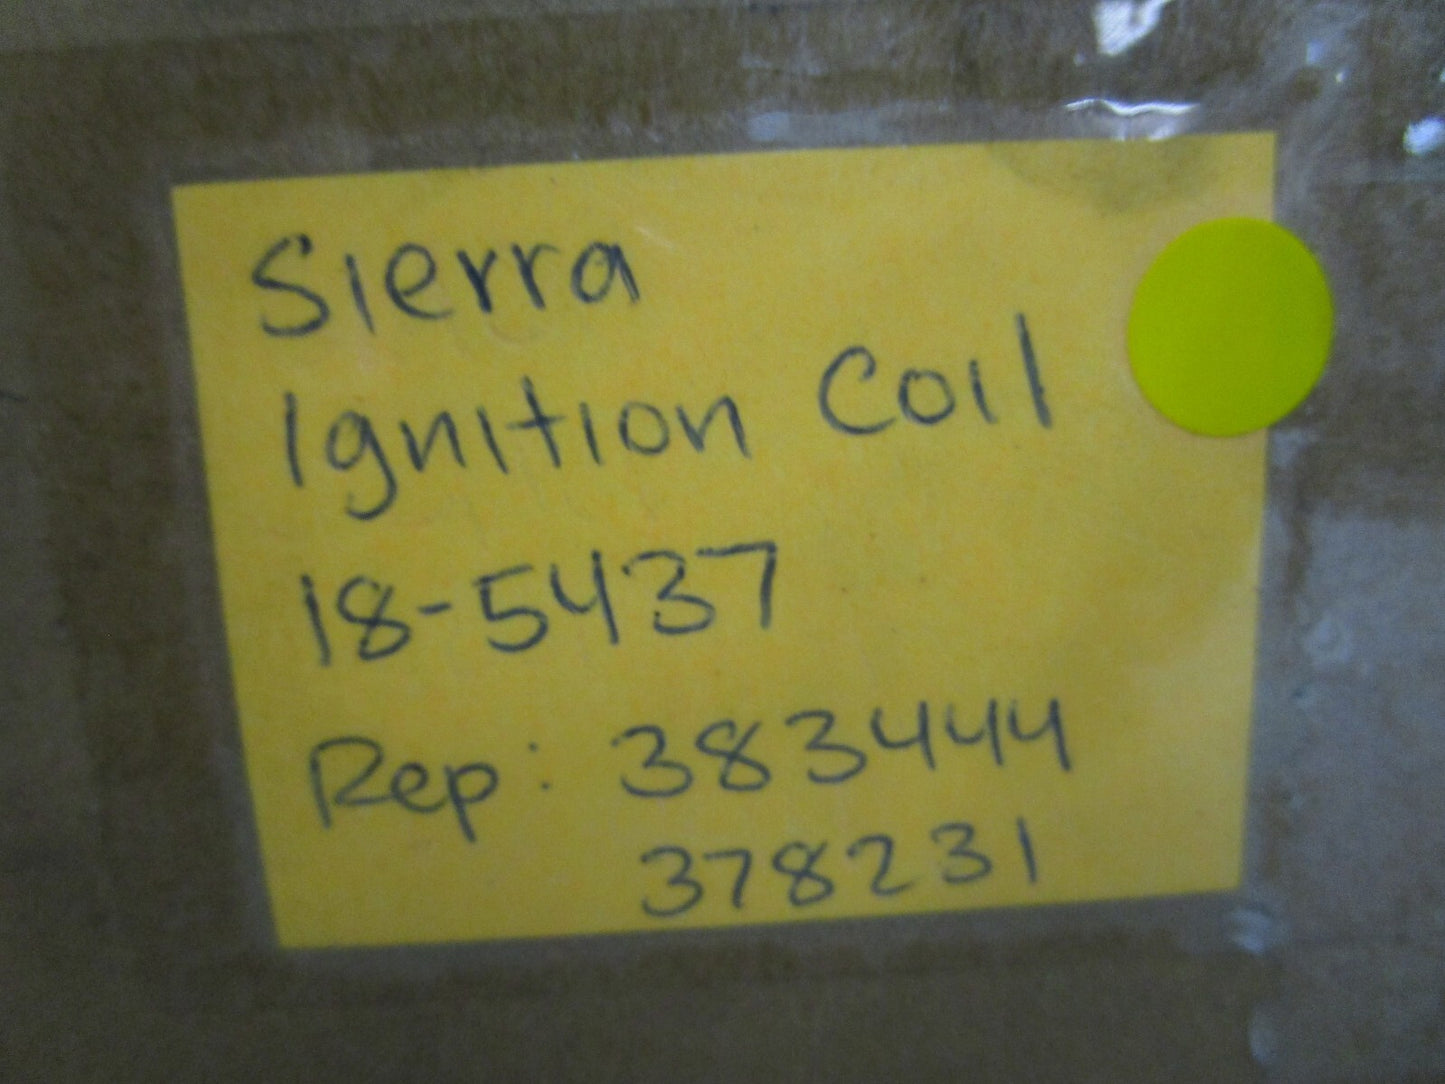 Sierra
Ignition Coil
18-5437
Rep: 383444
378231